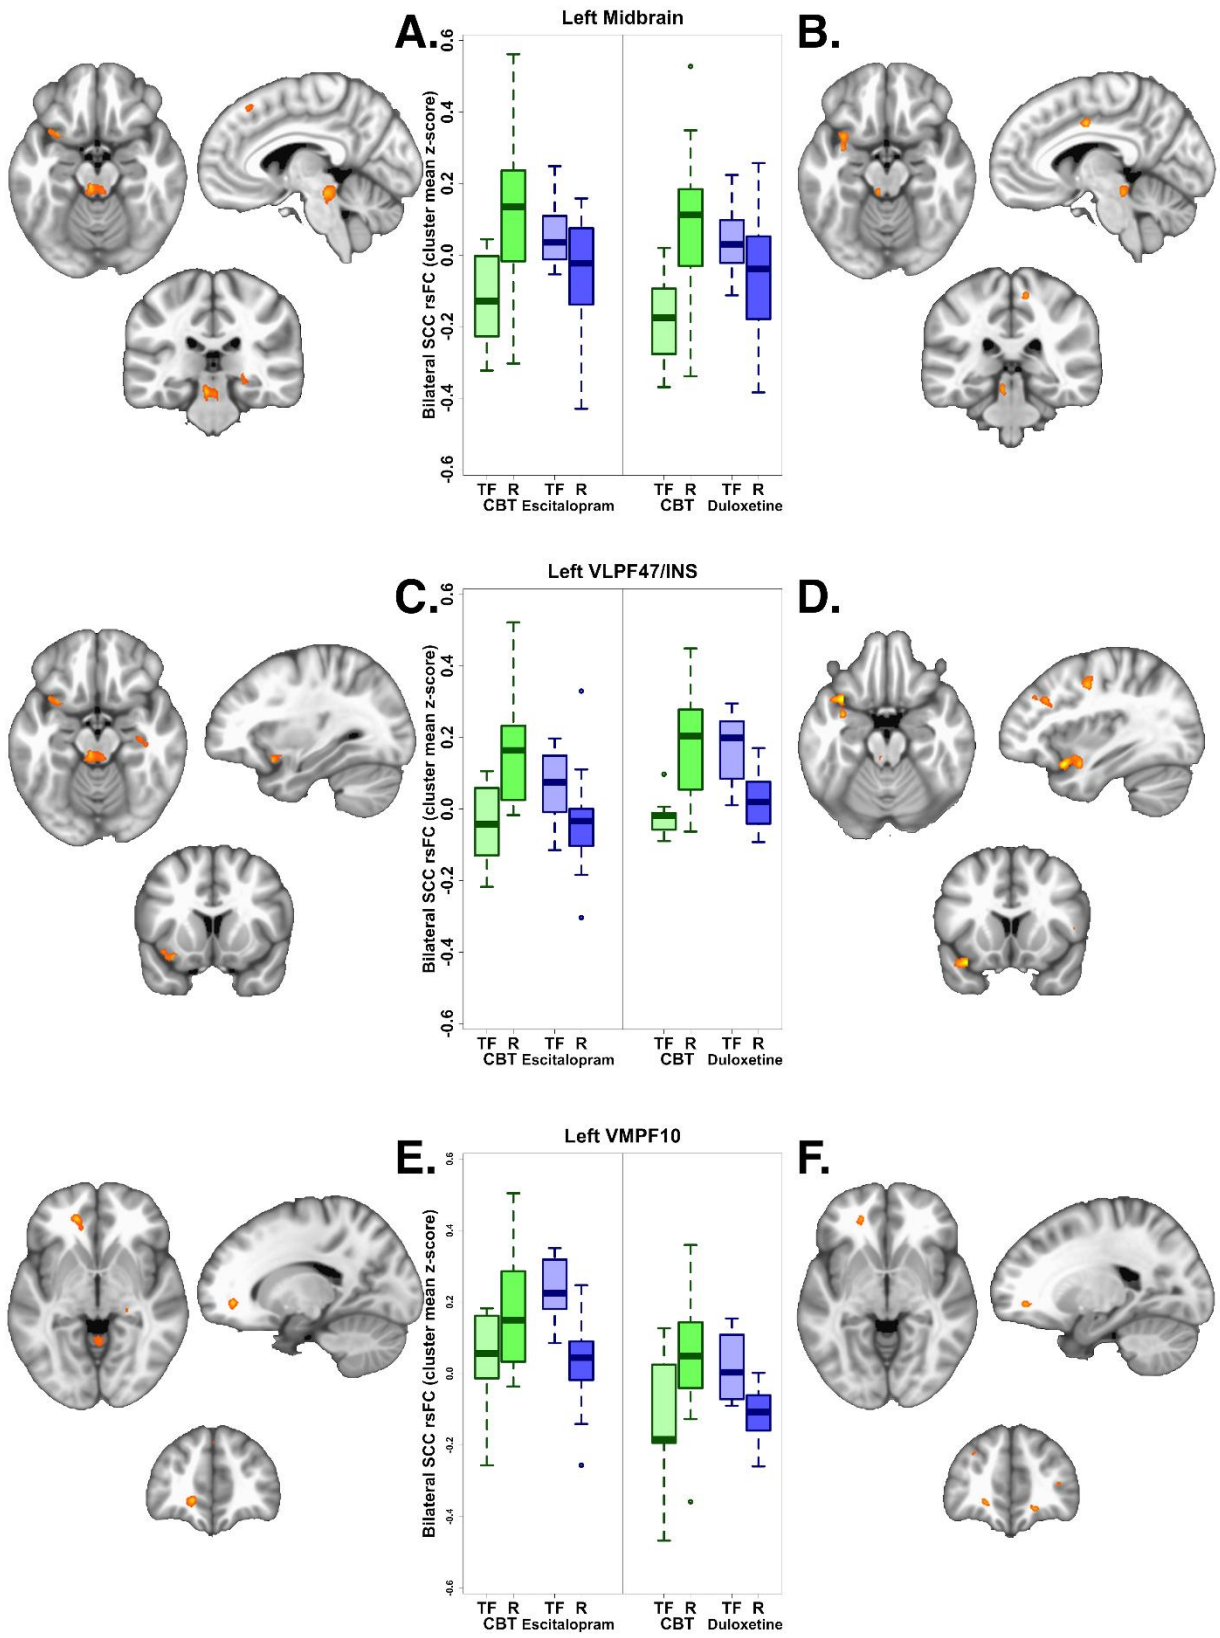 Left Midbrain
A.
B.
Bilateral SCC rsFC (cluster mean z-score)
0.6
0.4
0.2
0.0
-0.2
-0.4
-0.6
TF R TF R TF R TF R
CBT Escitalopram CBT Duloxetine
Left VLPF47/INS
C.
D.
Bilateral SCC rsFC (cluster mean z-score)
0.6
0.4
0.2
0.0
-0.2
-0.4
-0.6
TF R TF R TF R TF R
CBT Escitalopram CBT Duloxetine
Left VMPF10
E.
F.
Bilateral SCC rsFC (cluster mean z-score)
0.6
0.4
0.2
0.0
-0.2
-0.4
-0.6
TF R TF R TF R TF R
CBT Escitalopram CBT Duloxetine